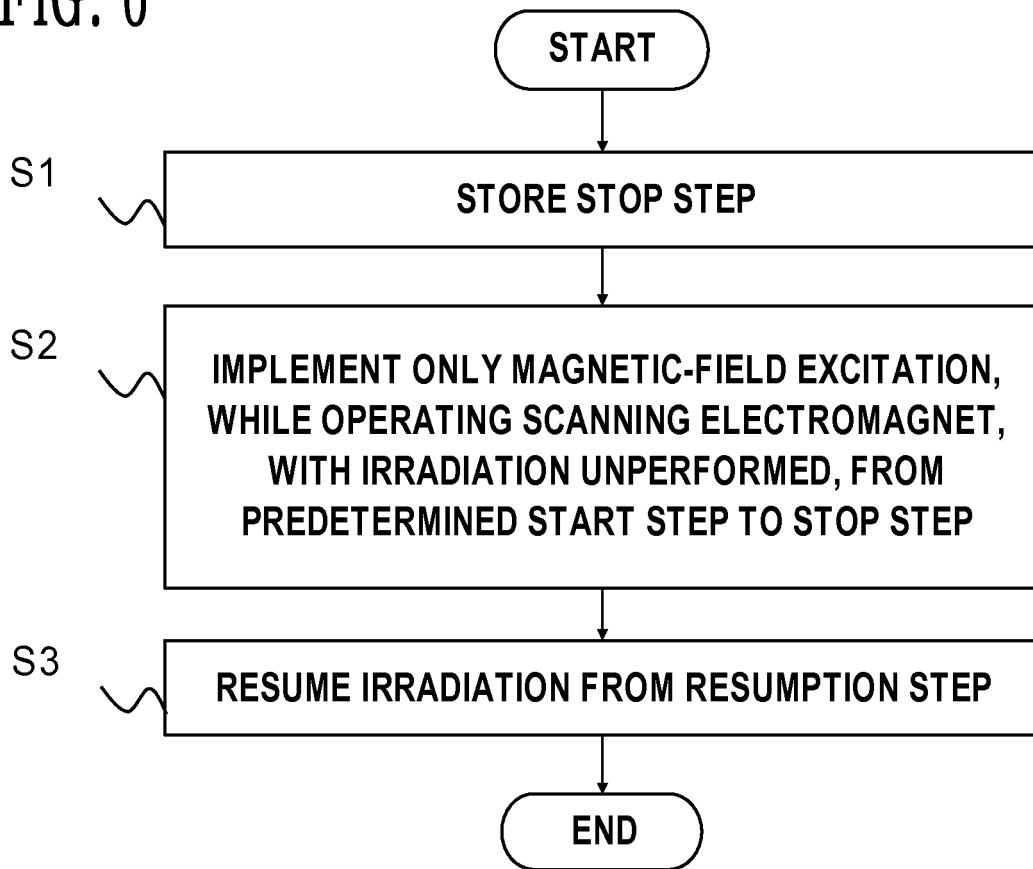 FIG.
START
S1
STORE STOP STEP
S2
IMPLEMENT ONLY MAGNETIC-FIELD EXCITATION,
WHILE OPERATING SCANNING ELECTROMAGNET,
WITH IRRADIATION UNPERFORMED, FROM
PREDETERMINED START STEP TO STOP STEP
S3
RESUME IRRADIATION FROM RESUMPTION STEP
END